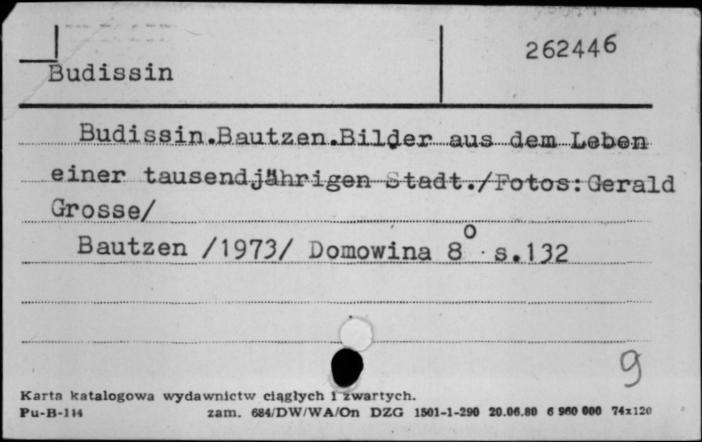 262446
Budissin
Budissin.Bautzen.Bilder aus dem Leben
einer tausendjährigen Stadt./Fotos:Gerald
Grosse/
Bautzen /1973/ Domowina 8° s.132
9
Karta katalogowa wydawnictw ciągłych i zwartych.
Pu-B-114 zam. 684/DW/WA/On DZG 1501-1-290 20.06.80 6 960 000 74x120